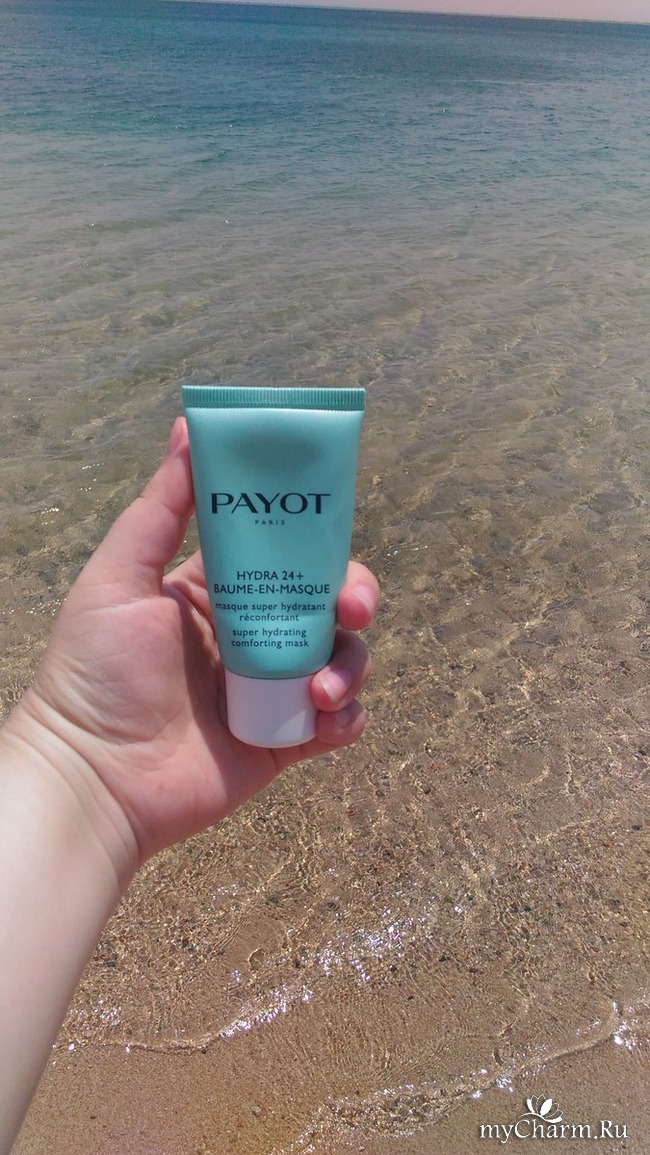 PAYOT
PARIS
HYDRA 24+
BAUME-EN-MASQUE
masque super hydratant
réconfortant
super hydrating
comforting mask
myCharm.Ru